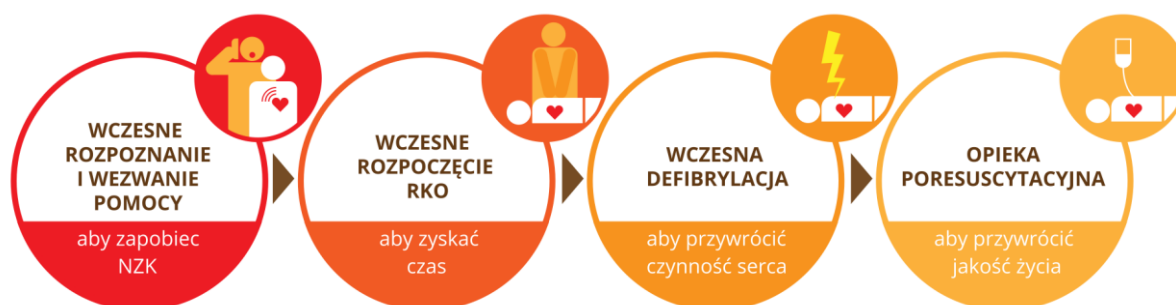 WCZESNE
ROZPOZNANIE
I WEZWANIE
POMOCY
aby zapobiec
NZK
WCZESNE
ROZPOCZĘCIE
RKO
aby zyskać
czas
WCZESNA
DEFIBRYLACJA
aby przywrócić
czynność serca
OPIEKA
PORESUSCYTACYJNA
aby przywrócić
jakość życia